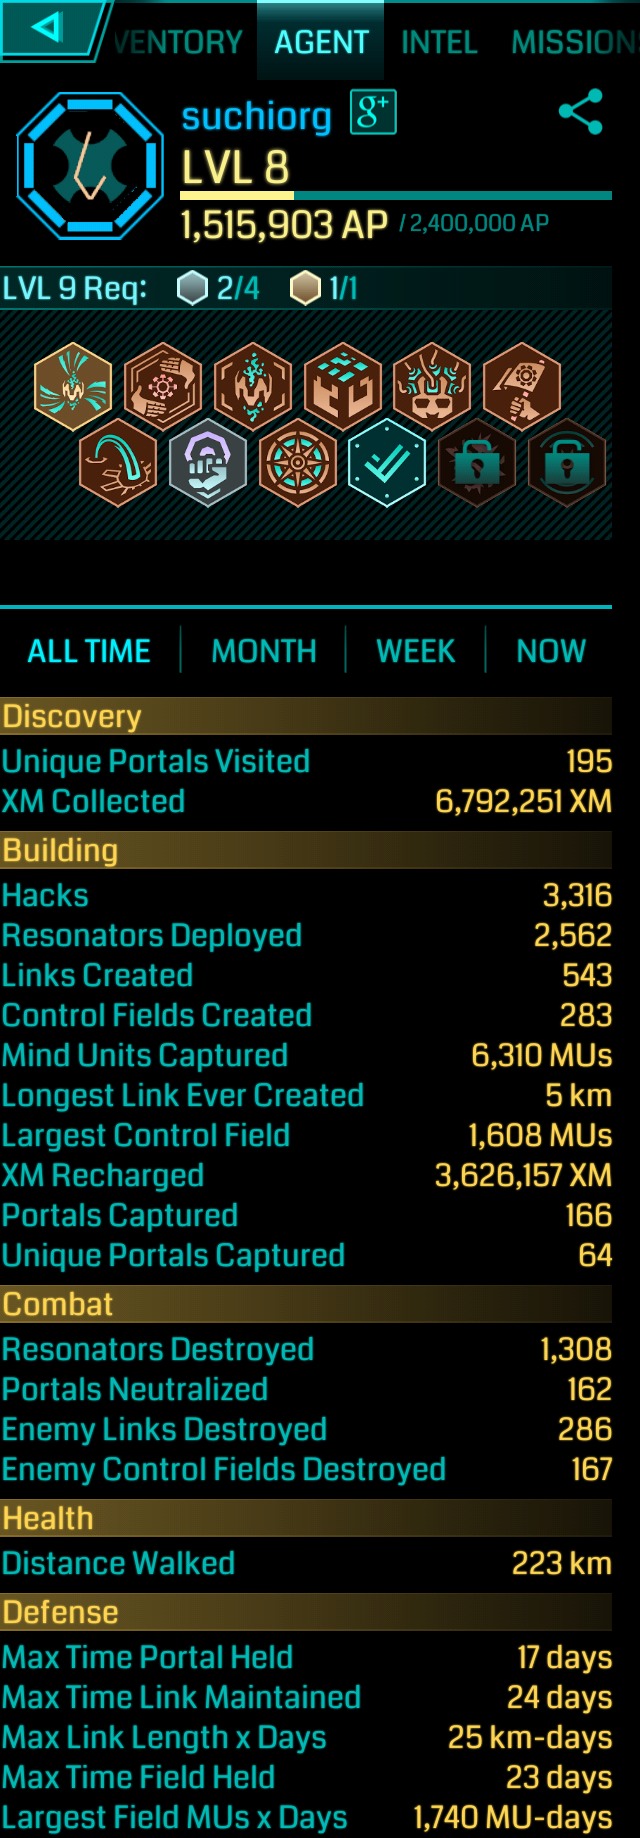 VENTORY AGENT INTEL MISSION
suchiorg g+
LVL 8
1,515,903 AP / 2,400,000 AP
LVL 9 Req: 2/4 1/1
ALL TIME MONTH WEEK NOW
Discovery
Unique Portals Visited 195
XM Collected 6,792,251 XM
Building
Hacks 3,316
Resonators Deployed 2,562
Links Created 543
Control Fields Created 283
Mind Units Captured 6,310 MUs
Longest Link Ever Created 5 km
Largest Control Field 1,608 MUs
XM Recharged 3,626,157 XM
Portals Captured 166
Unique Portals Captured 64
Combat
Resonators Destroyed 1,308
Portals Neutralized 162
Enemy Links Destroyed 286
Enemy Control Fields Destroyed 167
Health
Distance Walked 223 km
Defense
Max Time Portal Held 17 days
Max Time Link Maintained 24 days
Max Link Length x Days 25 km-days
Max Time Field Held 23 days
Largest Field MUs x Days 1,740 MU-days